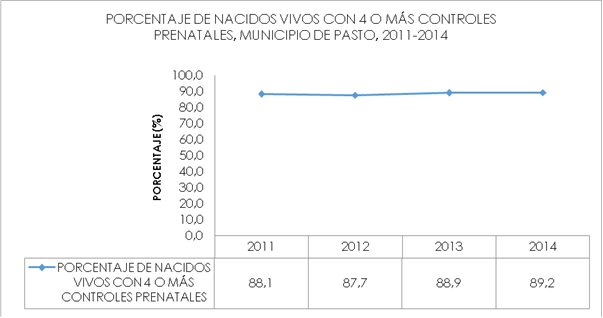 PORCENTAJE DE NACIDOS VIVOS CON 4 O MÁS CONTROLES
PRENATALES, MUNICIPIO DE PASTO, 2011-2014
PORCENTAJE(%)
100,0
90,0
80,0
70,0
60,0
50,0
40,0
30,0
20,0
10,0
0,0
2011 2012 2013 2014
PORCENTAJE DE NACIDOS
VIVOS CON 4 O MÁS
CONTROLES PRENATALES
88,1 87,7 88,9 89,2